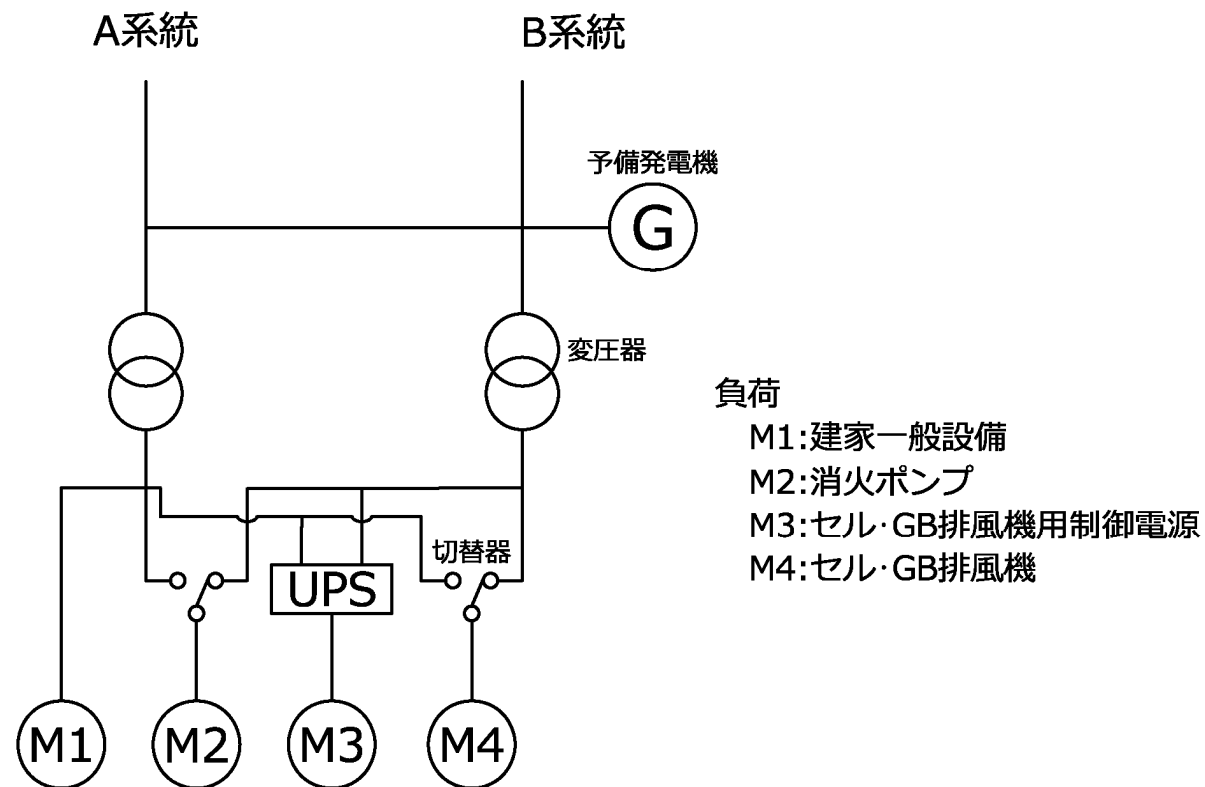 A系統
B系統
予備発電機
G
変圧器
負荷
M1:建家一般設備
M2:消火ポンプ
M3:セル･GB排風機用制御電源
M4:セル･GB排風機
切替器
UPS
M1
M2
M3
M4